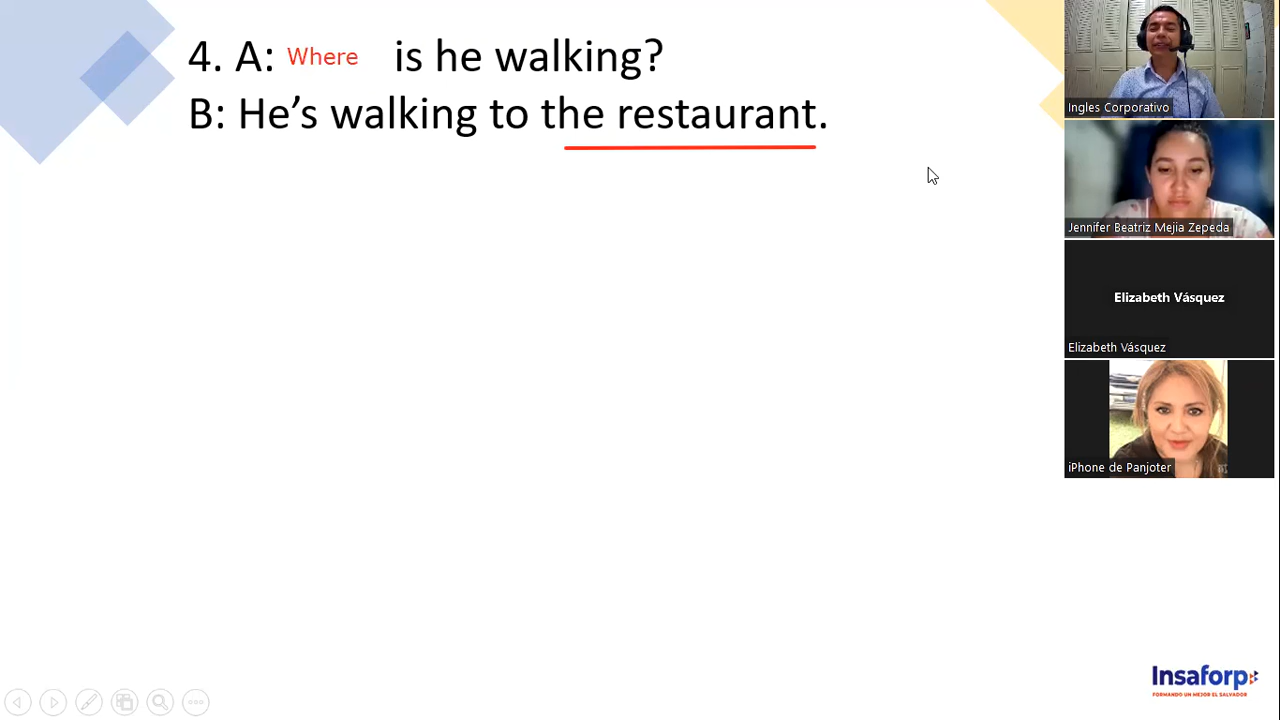 4. A: Where is he walking?
B: He’s walking to the restaurant.
Ingles Corporativo
Jennifer Beatriz Mejia Zepeda
Elizabeth Vásquez
Elizabeth Vásquez
iPhone de Panjoter
Insaforp
FORMANDO UN MEJOR EL SALVADOR